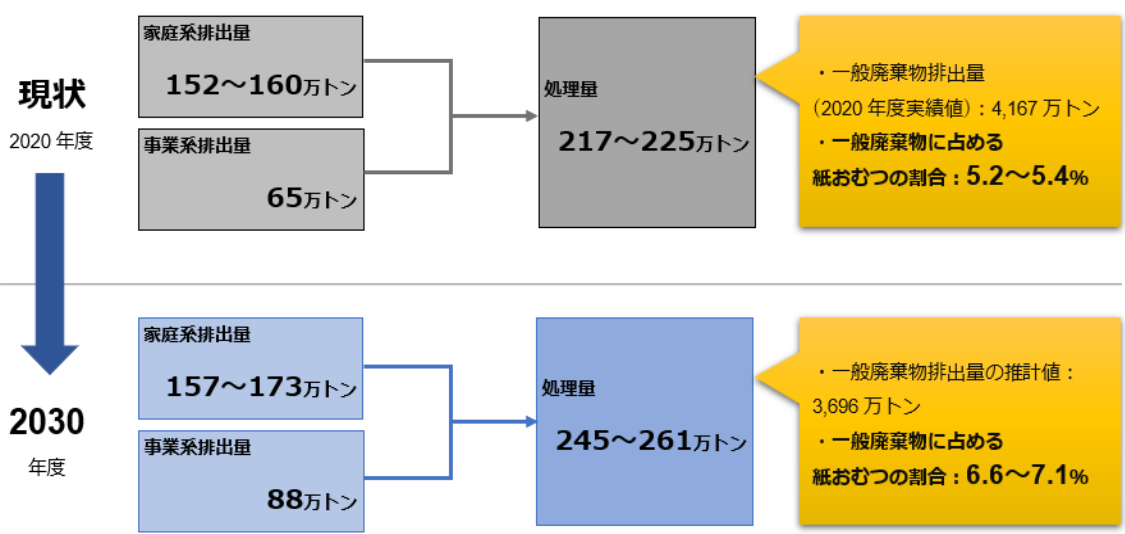 現状
2020 年度
家庭系排出量
152～160万トン
事業系排出量
65万トン
処理量
217～225万トン
・一般廃棄物排出量
（2020 年度実績値）：4,167 万トン
・一般廃棄物に占める
紙おむつの割合：5.2～5.4%
2030
年度
家庭系排出量
157～173万トン
事業系排出量
88万トン
処理量
245～261万トン
・一般廃棄物排出量の推計値：
3,696 万トン
・一般廃棄物に占める
紙おむつの割合：6.6～7.1%